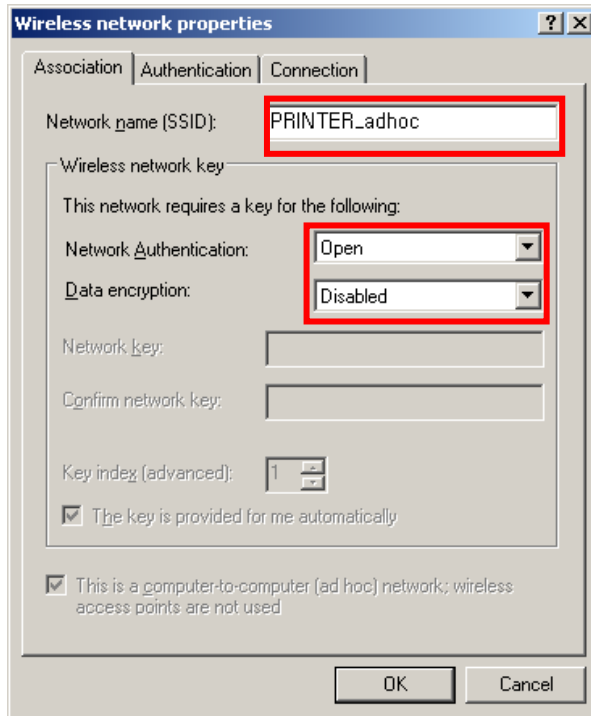 Wireless network properties
Association Authentication Connection
Network name (SSID): PRINTER_adhoc
Wireless network key
This network requires a key for the following:
Network Authentication: Open
Data encryption: Disabled
Network key:
Confirm network key:
Key index (advanced): 1
The key is provided for me automatically
This is a computer-to-computer (ad hoc) network; wireless
access points are not used
OK Cancel